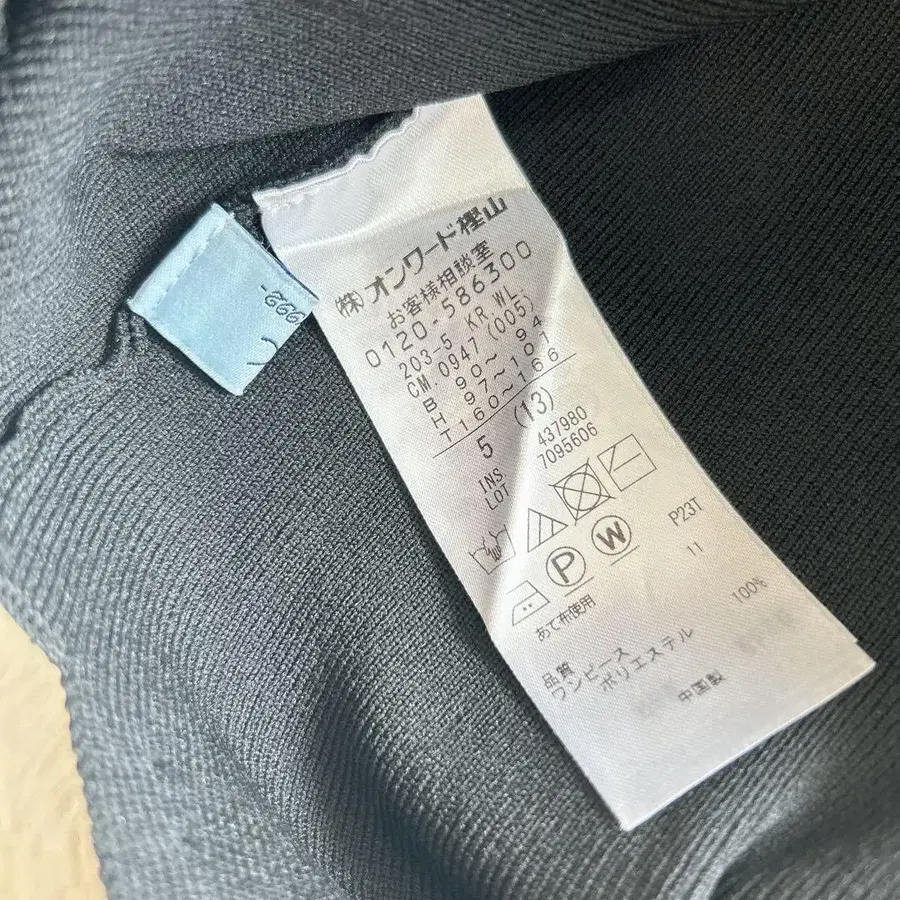 (株)オンワード樫山
お客様相談室
0120-586300
203-5 KR WL
CM.0947 (005)
B 90～ 94
H 97～101
T160～166
5 (13)
INS 437980
LOT 7095606
P W
P23T
11
あて布使用
品質
ワンピース
ポリエステル 100%
中国製
992-